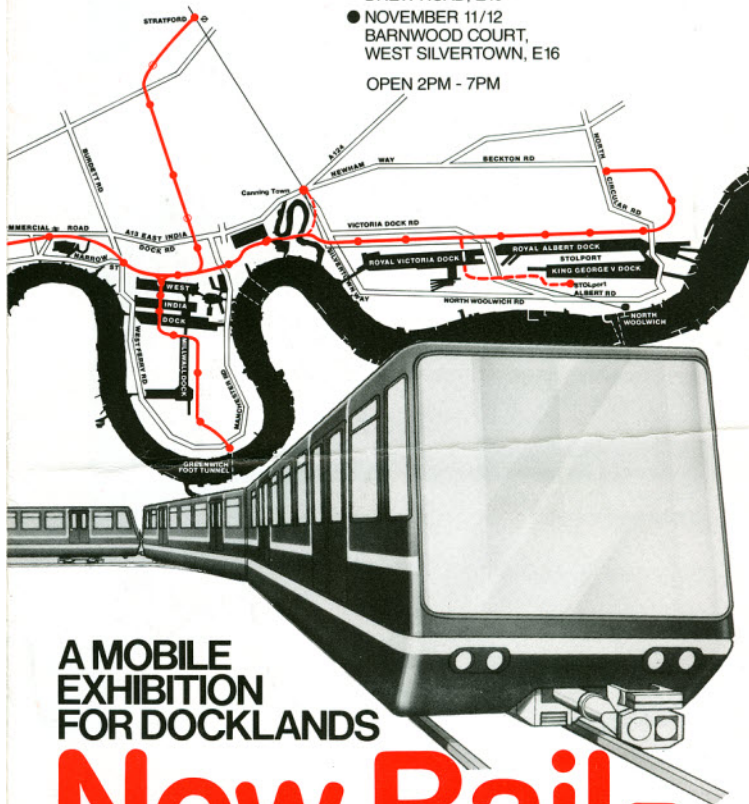 NOVEMBER 11/12
BARNWOOD COURT,
WEST SILVERTOWN, E16
OPEN 2PM - 7PM
STRATFORD
BURDETT RD
A124
NEWHAM WAY
BECKTON RD
NORTH CIRCULAR RD
Canning Town
MMERCIAL ROAD
A13 EAST INDIA
DOCK RD
NARROW ST
VICTORIA DOCK RD
ROYAL VICTORIA DOCK
ROYAL ALBERT DOCK
STOLPORT
KING GEORGE V DOCK
STOLport
ALBERT RD
SILVERTOWN WAY
NORTH WOOLWICH RD
NORTH
WOOLWICH
WEST
INDIA
DOCK
WESTFERRY RD
MILLWALL DOCK
MANCHESTER RD
GREENWICH
FOOT TUNNEL
A MOBILE
EXHIBITION
FOR DOCKLANDS